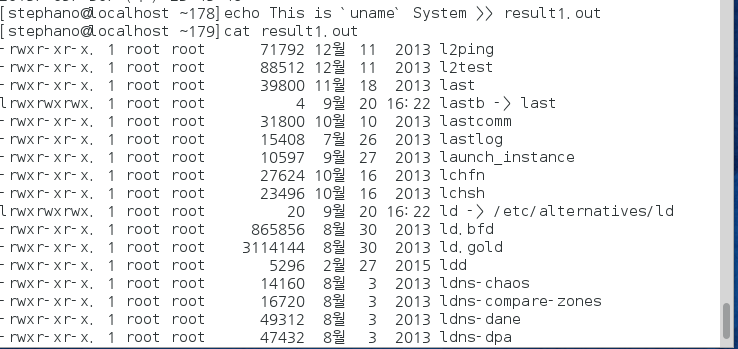 [stephano@localhost ~178]echo This is `uname` System >> result1.out
[stephano@localhost ~179]cat result1.out
-rwxr-xr-x. 1 root root 71792 12월 11 2013 l2ping
-rwxr-xr-x. 1 root root 88512 12월 11 2013 l2test
-rwxr-xr-x. 1 root root 39800 11월 18 2013 last
lrwxrwxrwx. 1 root root 4 9월 20 16:22 lastb -> last
-rwxr-xr-x. 1 root root 31800 10월 10 2013 lastcomm
-rwxr-xr-x. 1 root root 15408 7월 26 2013 lastlog
-rwxr-xr-x. 1 root root 10597 9월 27 2013 launch_instance
-rwxr-xr-x. 1 root root 27624 10월 16 2013 lchfn
-rwxr-xr-x. 1 root root 23496 10월 16 2013 lchsh
lrwxrwxrwx. 1 root root 20 9월 20 16:22 ld -> /etc/alternatives/ld
-rwxr-xr-x. 1 root root 865856 8월 30 2013 ld.bfd
-rwxr-xr-x. 1 root root 3114144 8월 30 2013 ld.gold
-rwxr-xr-x. 1 root root 5296 2월 27 2015 ldd
-rwxr-xr-x. 1 root root 14160 8월 3 2013 ldns-chaos
-rwxr-xr-x. 1 root root 16720 8월 3 2013 ldns-compare-zones
-rwxr-xr-x. 1 root root 49312 8월 3 2013 ldns-dane
-rwxr-xr-x. 1 root root 47432 8월 3 2013 ldns-dpa